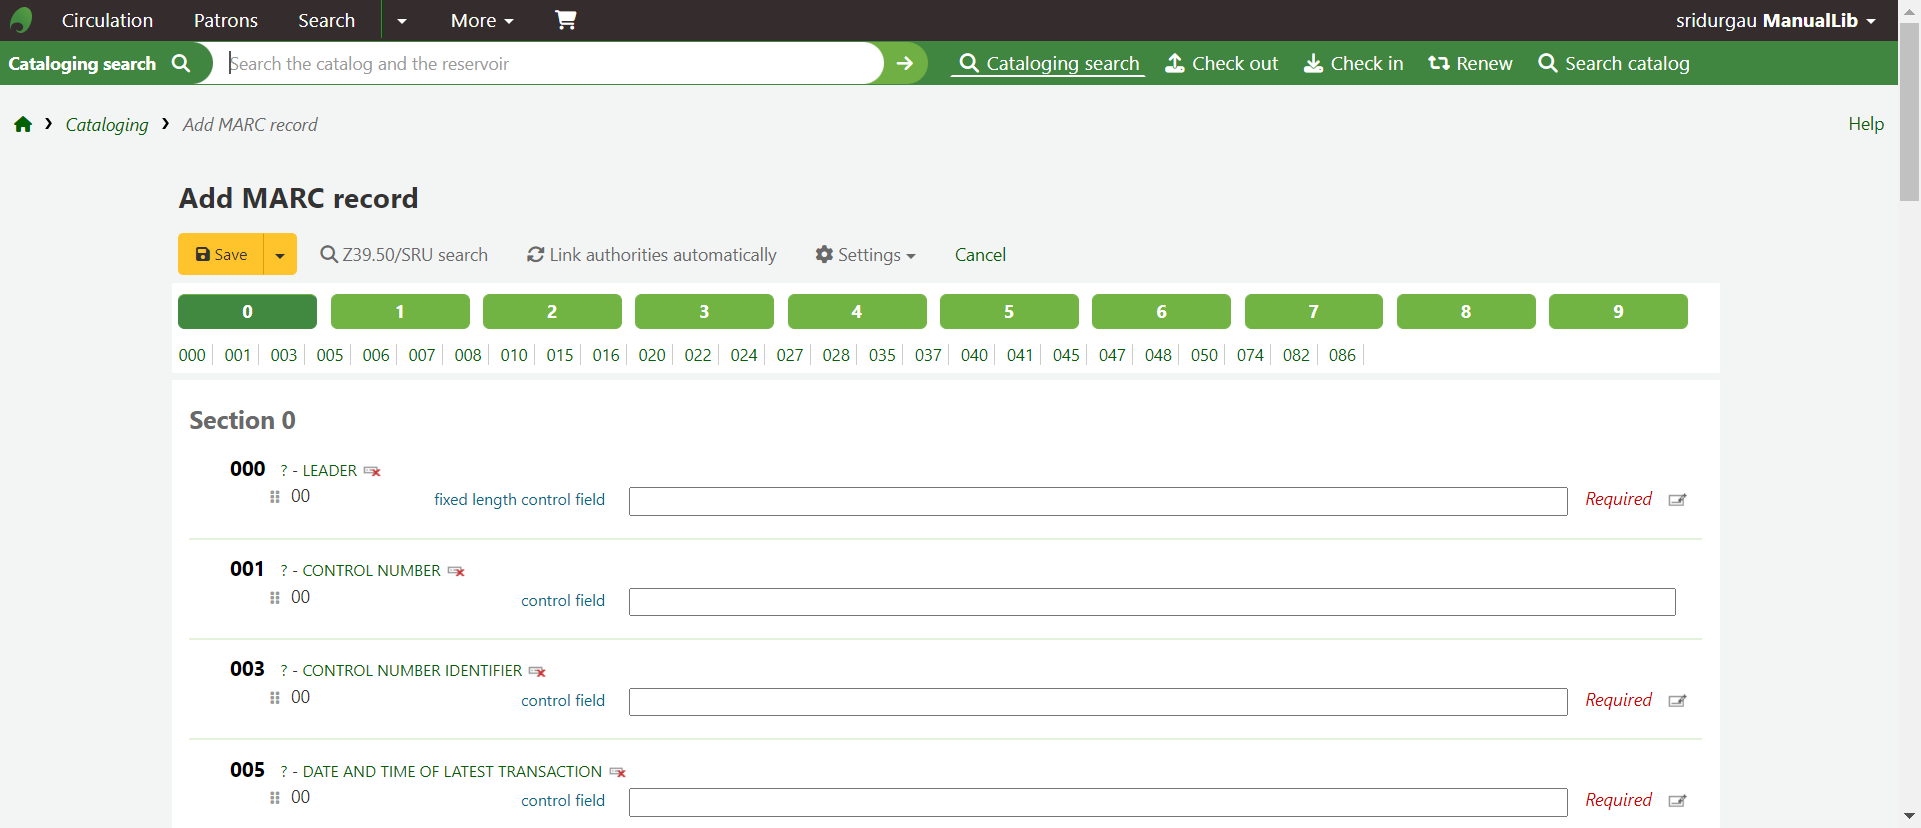 Circulation Patrons Search More sridurgau ManualLib
Cataloging search Search the catalog and the reservoir Cataloging search Check out Check in Renew Search catalog
Cataloging Add MARC record Help
Add MARC record
Save Z39.50/SRU search Link authorities automatically Settings Cancel
0 1 2 3 4 5 6 7 8 9
000 001 003 005 006 007 008 010 015 016 020 022 024 027 028 035 037 040 041 045 047 048 050 074 082 086
Section 0
000 ? - LEADER
00 fixed length control field Required
001 ? - CONTROL NUMBER
00 control field
003 ? - CONTROL NUMBER IDENTIFIER
00 control field Required
005 ? - DATE AND TIME OF LATEST TRANSACTION
00 control field Required